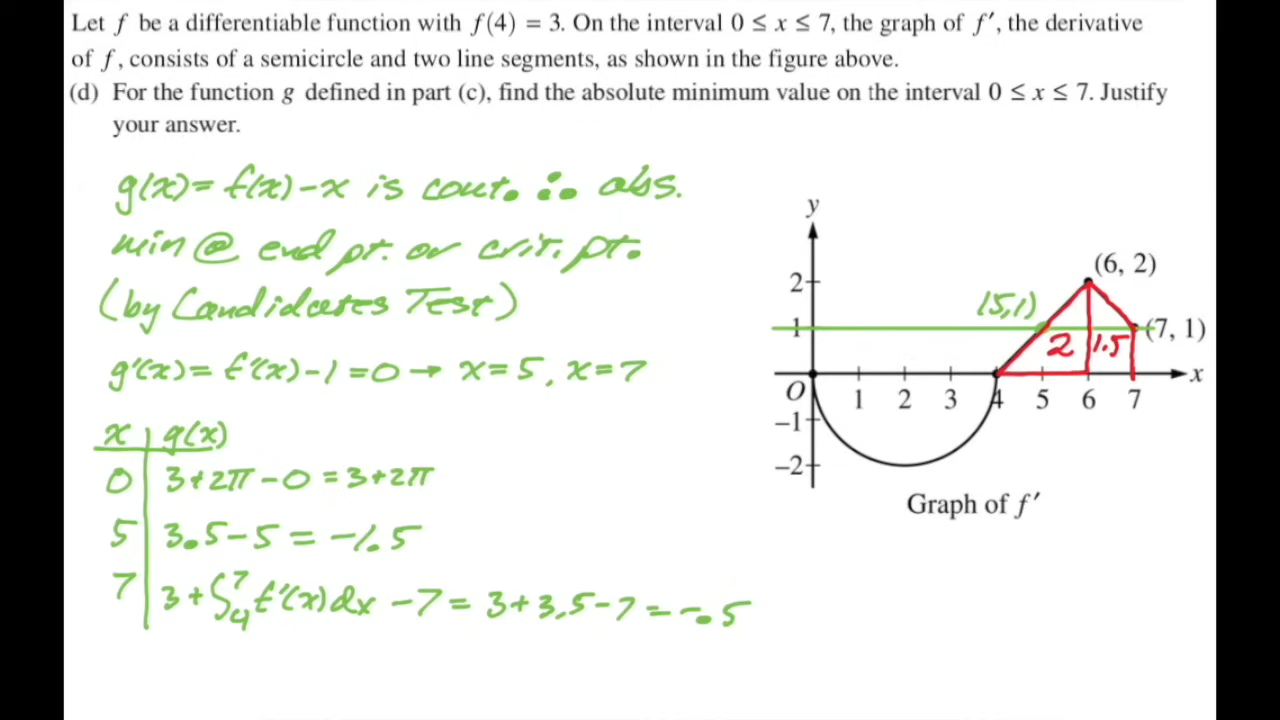 Let f be a differentiable function with f(4) = 3. On the interval 0 ≤ x ≤ 7, the graph of f′, the derivative
of f, consists of a semicircle and two line segments, as shown in the figure above.
(d) For the function g defined in part (c), find the absolute minimum value on the interval 0 ≤ x ≤ 7. Justify
your answer.
g(x) = f(x) - x is cont. ∴ abs.
min @ end pt. or crit. pt.
(by Candidates Test)
g'(x) = f'(x) - 1 = 0 → x = 5, x = 7
x | g(x)
0 | 3 + 2π - 0 = 3 + 2π
5 | 3.5 - 5 = -1.5
7 | 3 + ∫₄⁷ f'(x) dx - 7 = 3 + 3.5 - 7 = -.5
y
(6, 2)
2
(5,1)
1
(7, 1)
2
1.5
x
O
1 2 3 4 5 6 7
-1
-2
Graph of f′